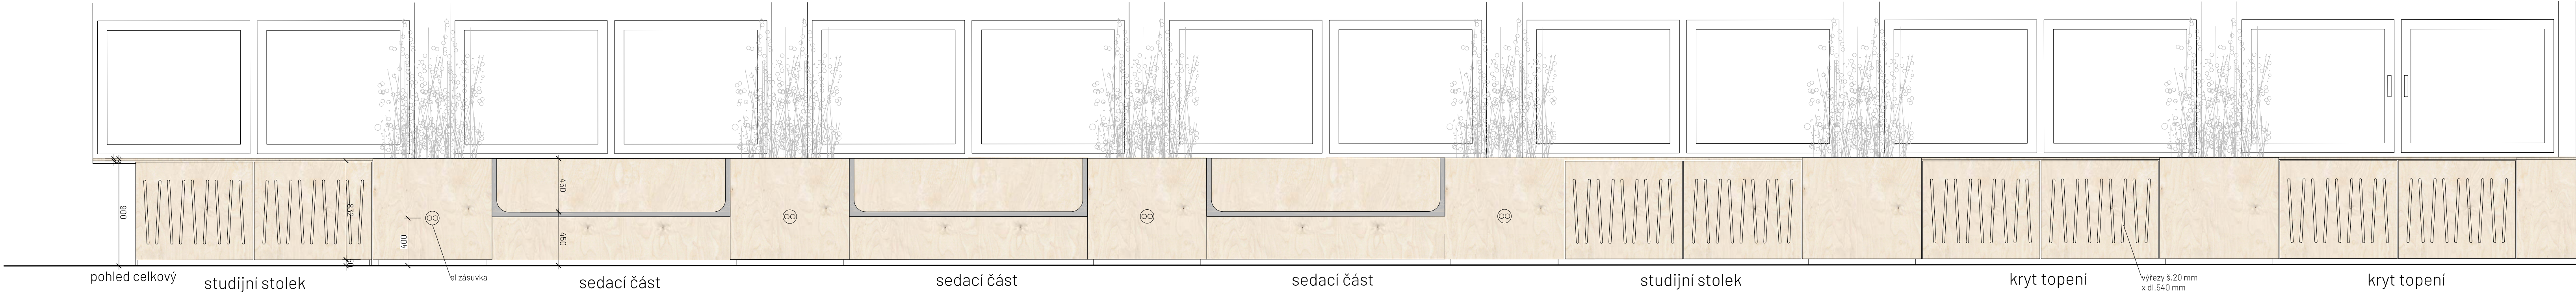 900
832
50
400
450
450
pohled celkový
studijní stolek
el zásuvka
sedací část
sedací část
sedací část
studijní stolek
kryt topení
výřezy š.20 mm
x dl.540 mm
kryt topení